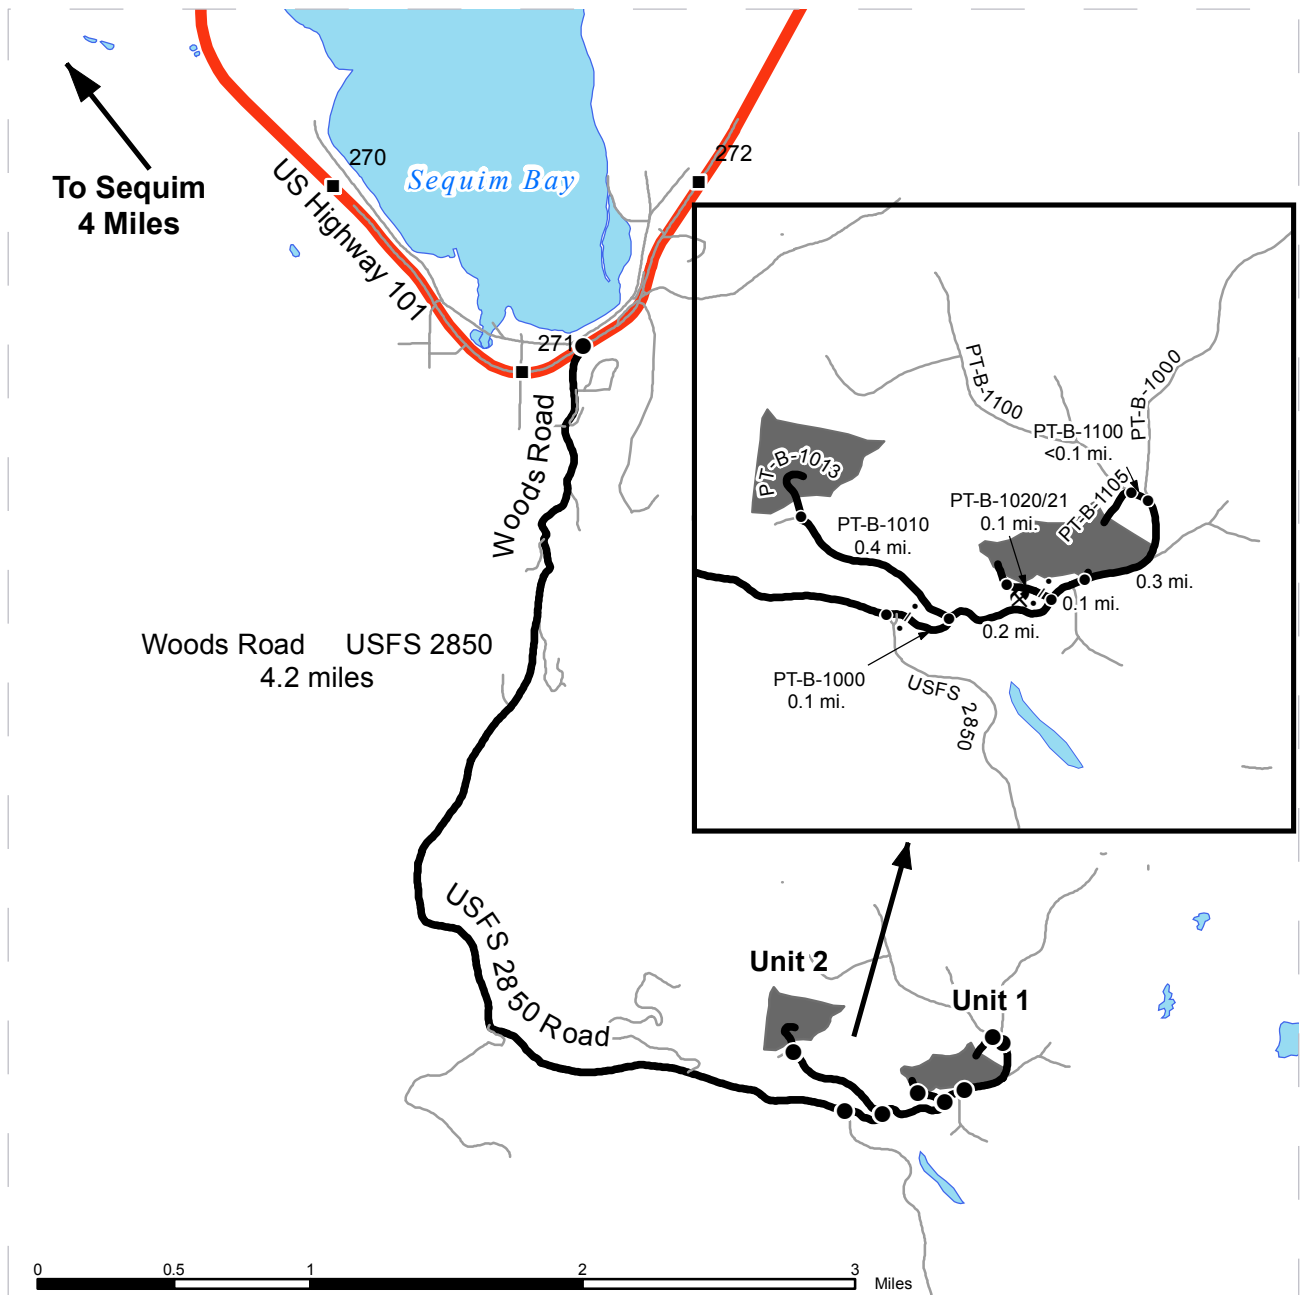 270
272
Sequim Bay
To Sequim
4 Miles
US Highway 101
271
Woods Road
PT-B-1100
PT-B-1000
PT-B-1100
<0.1 mi.
PT-B-1013
PT-B-1105
PT-B-1020/21
0.1 mi.
PT-B-1010
0.4 mi.
0.3 mi.
0.1 mi.
0.2 mi.
Woods Road USFS 2850
4.2 miles
PT-B-1000
0.1 mi.
USFS 2850
USFS 2850 Road
Unit 2
Unit 1
0 0.5 1 2 3 Miles